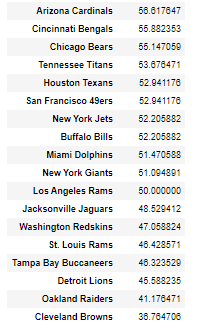 Arizona Cardinals 56.617647
Cincinnati Bengals 55.882353
Chicago Bears 55.147059
Tennessee Titans 53.676471
Houston Texans 52.941176
San Francisco 49ers 52.941176
New York Jets 52.205882
Buffalo Bills 52.205882
Miami Dolphins 51.470588
New York Giants 51.094891
Los Angeles Rams 50.000000
Jacksonville Jaguars 48.529412
Washington Redskins 47.058824
St. Louis Rams 46.428571
Tampa Bay Buccaneers 46.323529
Detroit Lions 45.588235
Oakland Raiders 41.176471
Cleveland Browns 36.764706